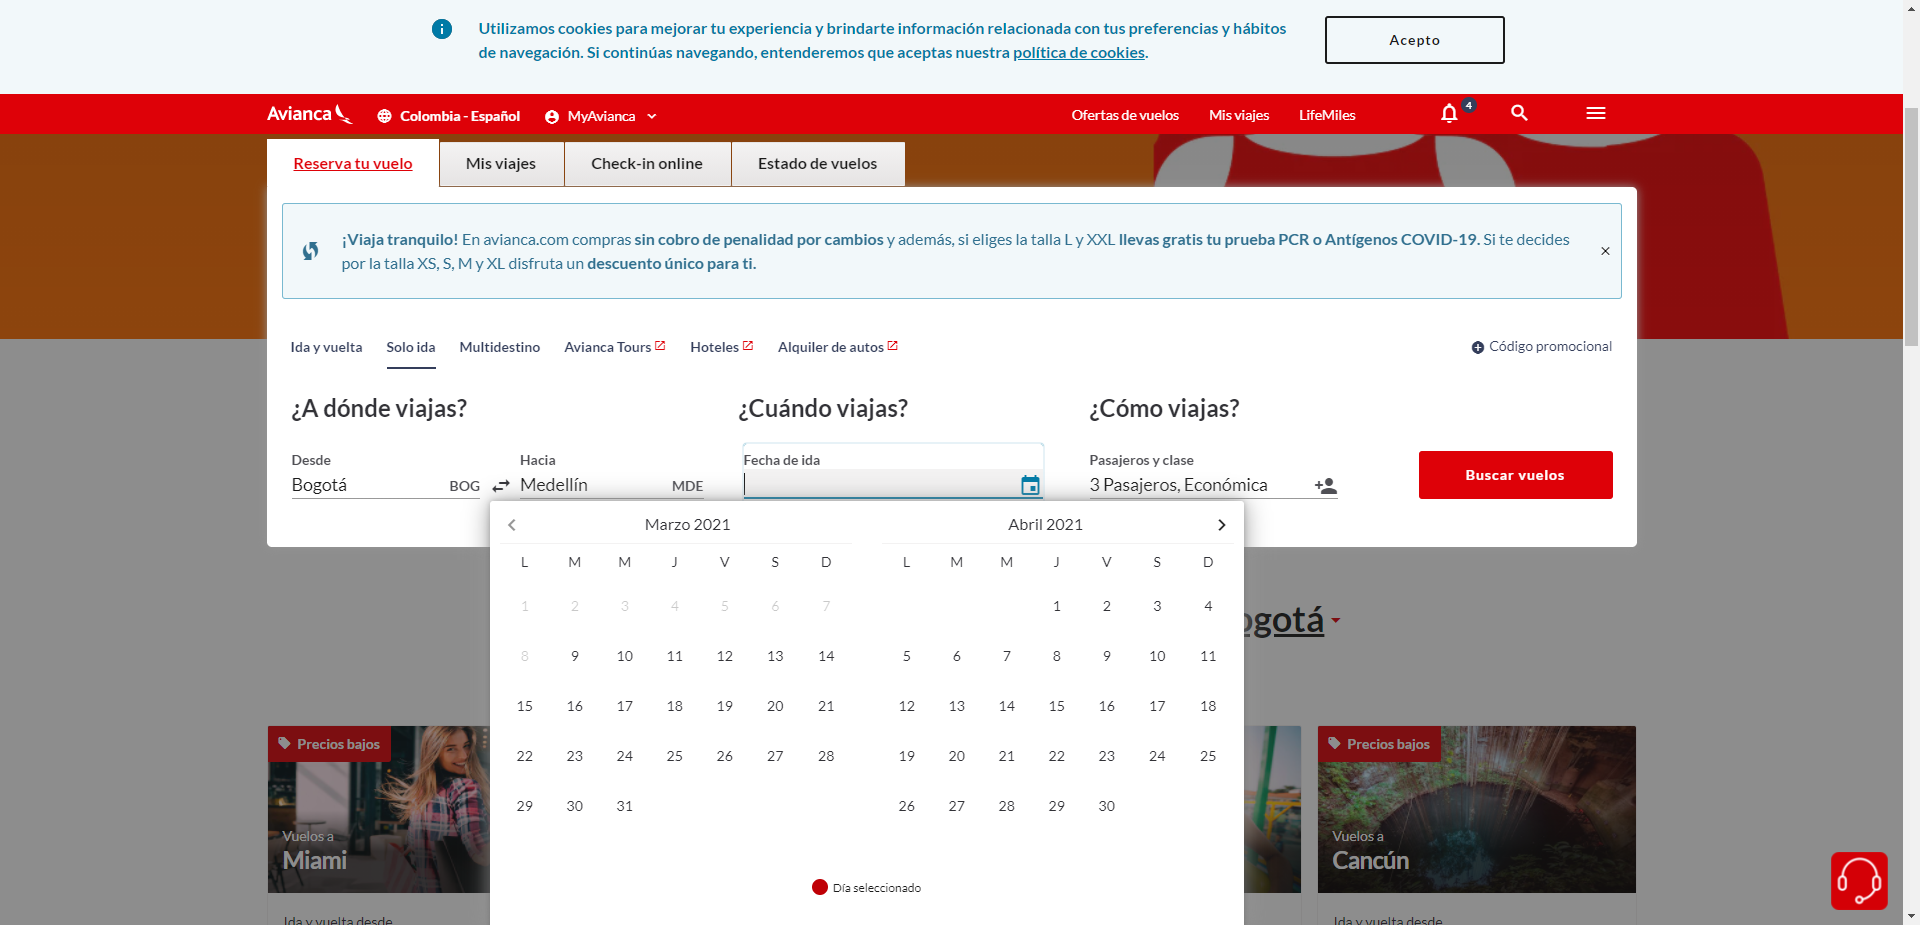 Utilizamos cookies para mejorar tu experiencia y brindarte información relacionada con tus preferencias y hábitos
de navegación. Si continúas navegando, entenderemos que aceptas nuestra política de cookies.
Acepto
Avianca
Colombia - Español
MyAvianca
Ofertas de vuelos
Mis viajes
LifeMiles
4
Reserva tu vuelo
Mis viajes
Check-in online
Estado de vuelos
¡Viaja tranquilo! En avianca.com compras sin cobro de penalidad por cambios y además, si eliges la talla L y XXL llevas gratis tu prueba PCR o Antígenos COVID-19. Si te decides
por la talla XS, S, M y XL disfruta un descuento único para ti.
Ida y vuelta
Solo ida
Multidestino
Avianca Tours
Hoteles
Alquiler de autos
Código promocional
¿A dónde viajas?
¿Cuándo viajas?
¿Cómo viajas?
Desde
Bogotá BOG
Hacia
Medellín MDE
Fecha de ida
Pasajeros y clase
3 Pasajeros, Económica
Buscar vuelos
Marzo 2021
L M M J V S D
1 2 3 4 5 6 7
8 9 10 11 12 13 14
15 16 17 18 19 20 21
22 23 24 25 26 27 28
29 30 31
Abril 2021
L M M J V S D
1 2 3 4
5 6 7 8 9 10 11
12 13 14 15 16 17 18
19 20 21 22 23 24 25
26 27 28 29 30
Día seleccionado
ogotá
Precios bajos
Vuelos a
Miami
Ida y vuelta desde
Precios bajos
Vuelos a
Cancún
Ida y vuelta desde